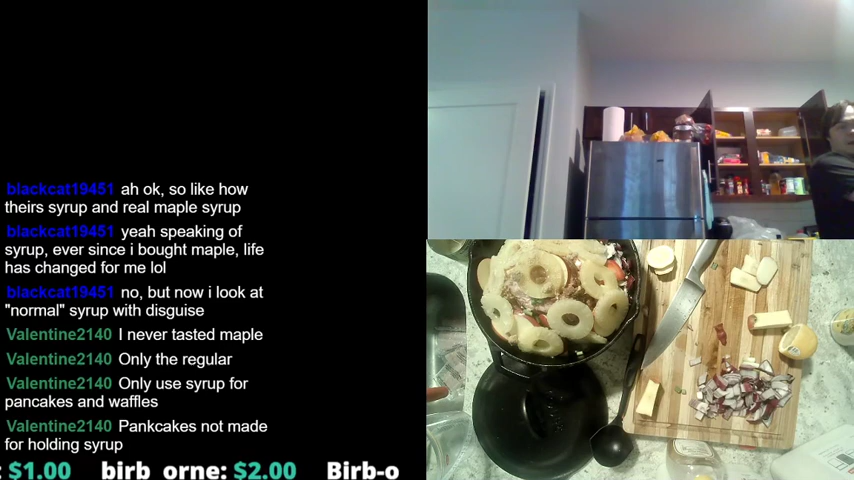 blackcat19451 ah ok, so like how
theirs syrup and real maple syrup
blackcat19451 yeah speaking of
syrup, ever since i bought maple, life
has changed for me lol
blackcat19451 no, but now i look at
"normal" syrup with disguise
Valentine2140 I never tasted maple
Valentine2140 Only the regular
Valentine2140 Only use syrup for
pancakes and waffles
Valentine2140 Pankcakes not made
for holding syrup
: $1.00 birb_orne: $2.00 Birb-o